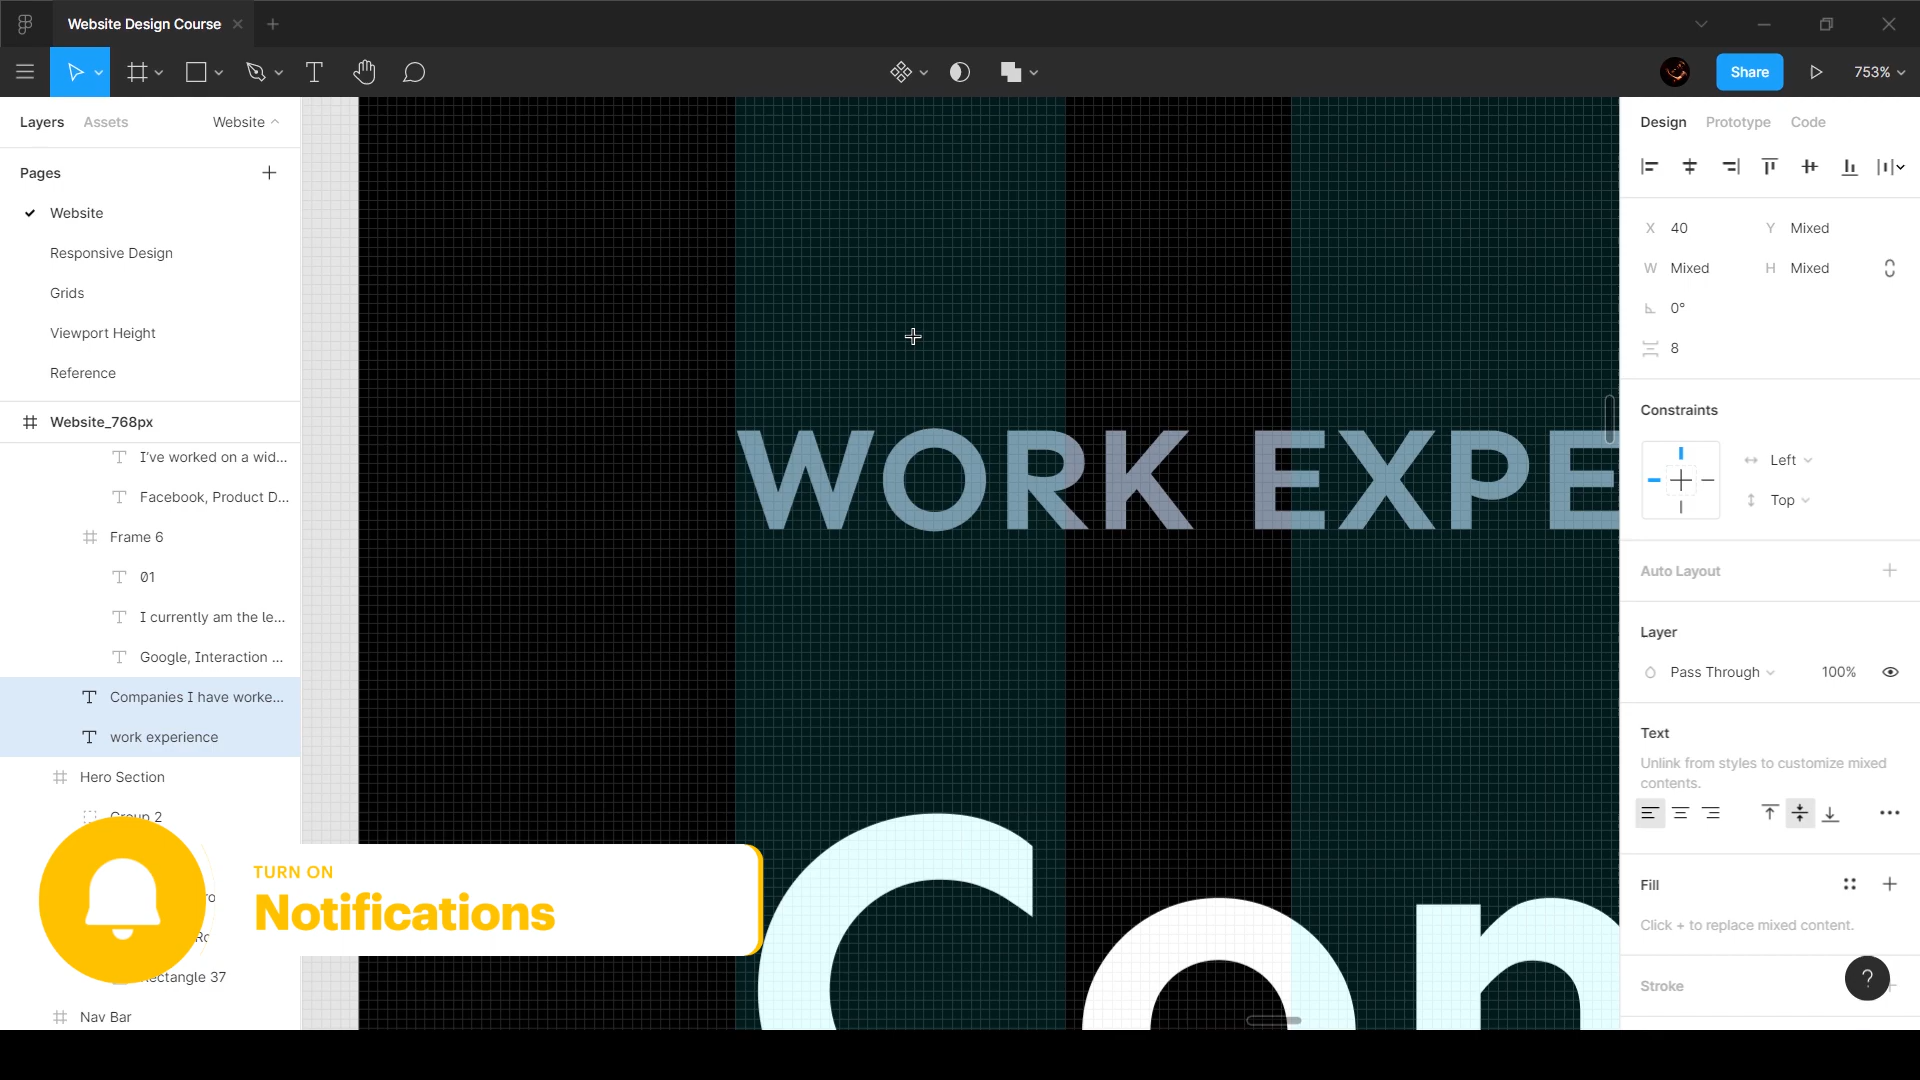 Website Design Course
Share
753%
Layers
Assets
Website
Pages
Website
Responsive Design
Grids
Viewport Height
Reference
Website_768px
I've worked on a wid...
Facebook, Product D...
Frame 6
01
I currently am the le...
Google, Interaction ...
Companies I have worke...
work experience
Hero Section
Group 2
Rectangle 37
Nav Bar
TURN ON
Notifications
WORK EXPE
Con
Design
Prototype
Code
X 40
Y Mixed
W Mixed
H Mixed
0°
8
Constraints
Left
Top
Auto Layout
Layer
Pass Through
100%
Text
Unlink from styles to customize mixed
contents.
Fill
Click + to replace mixed content.
Stroke
?